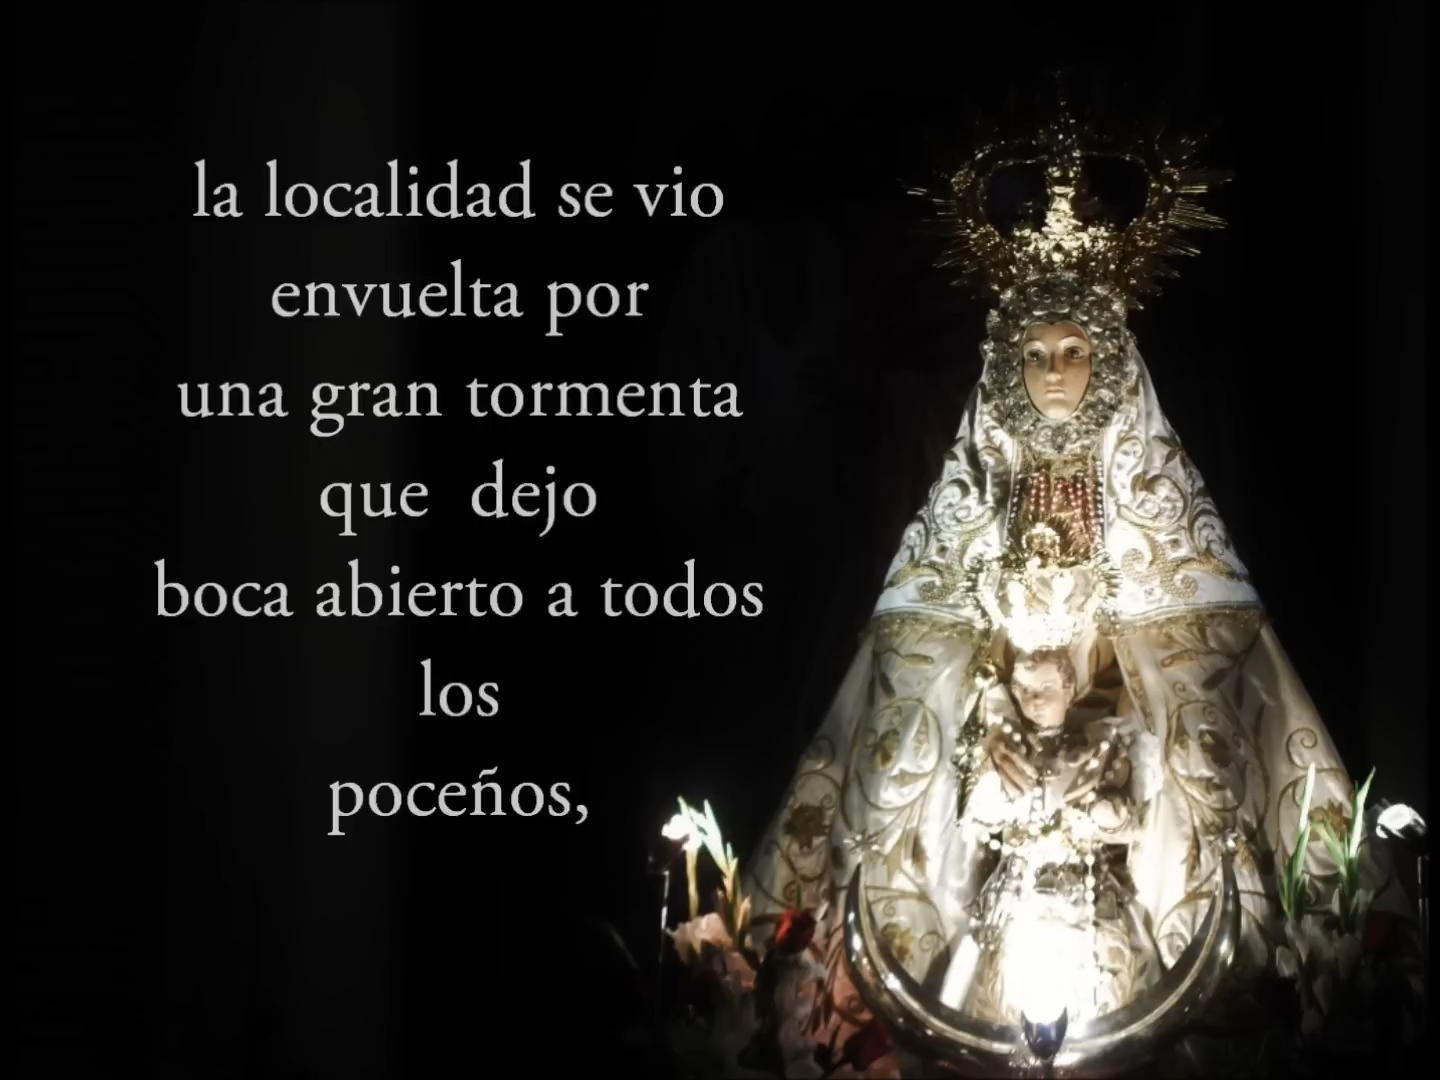 la localidad se vio
envuelta por
una gran tormenta
que  dejo
boca abierto a todos
los
poceños,